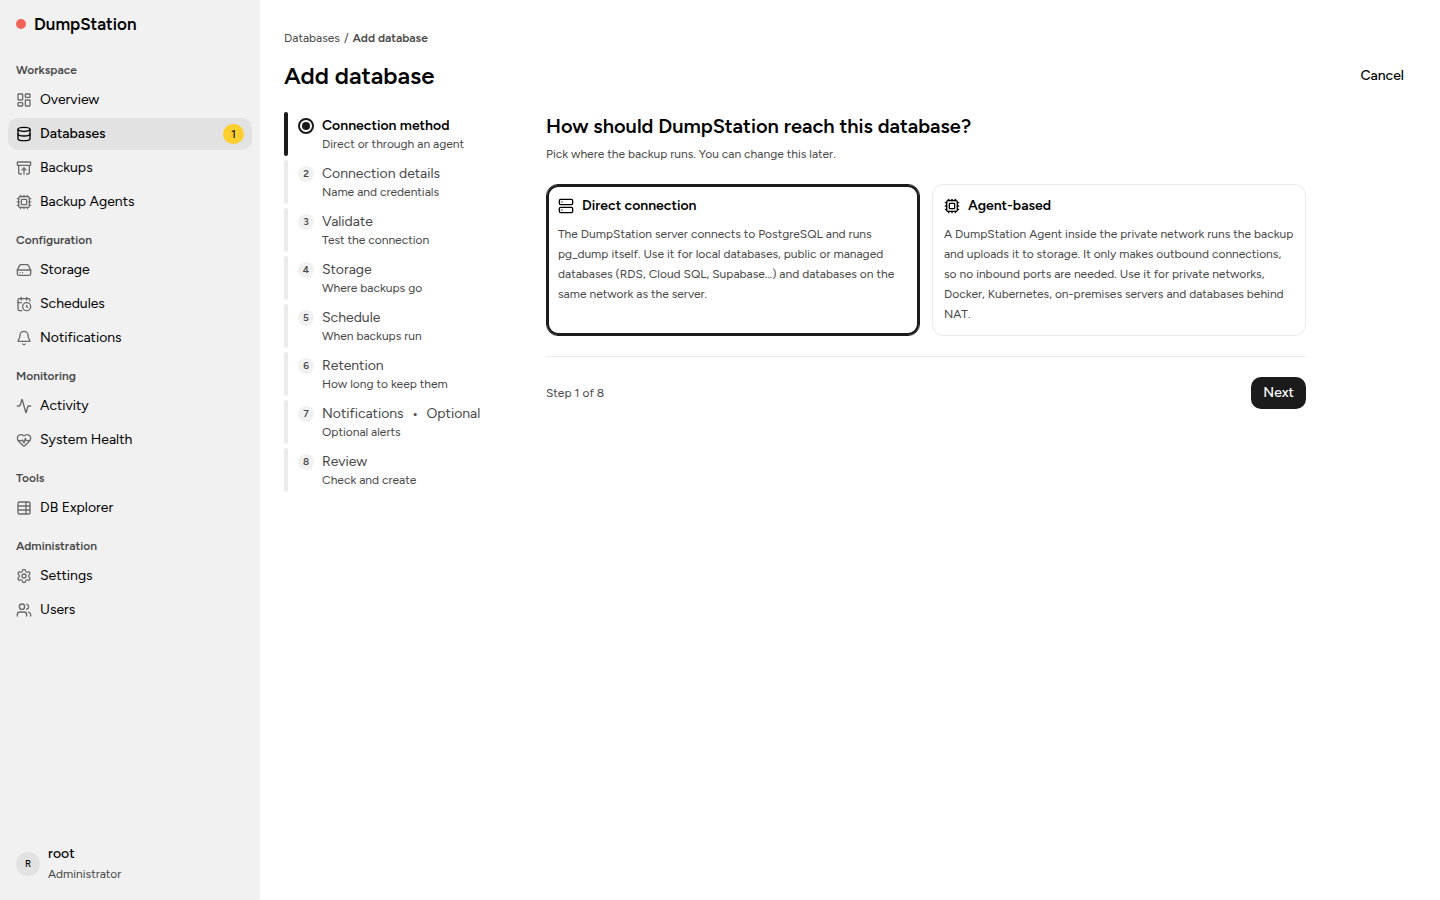 DumpStation
Workspace
Overview
Databases 1
Backups
Backup Agents
Configuration
Storage
Schedules
Notifications
Monitoring
Activity
System Health
Tools
DB Explorer
Administration
Settings
Users
R
root
Administrator
Databases / Add database
Add database
Cancel
Connection method
Direct or through an agent
2 Connection details
Name and credentials
3 Validate
Test the connection
4 Storage
Where backups go
5 Schedule
When backups run
6 Retention
How long to keep them
7 Notifications • Optional
Optional alerts
8 Review
Check and create
How should DumpStation reach this database?
Pick where the backup runs. You can change this later.
Direct connection
The DumpStation server connects to PostgreSQL and runs
pg_dump itself. Use it for local databases, public or managed
databases (RDS, Cloud SQL, Supabase...) and databases on the
same network as the server.
Agent-based
A DumpStation Agent inside the private network runs the backup
and uploads it to storage. It only makes outbound connections,
so no inbound ports are needed. Use it for private networks,
Docker, Kubernetes, on-premises servers and databases behind
NAT.
Step 1 of 8
Next